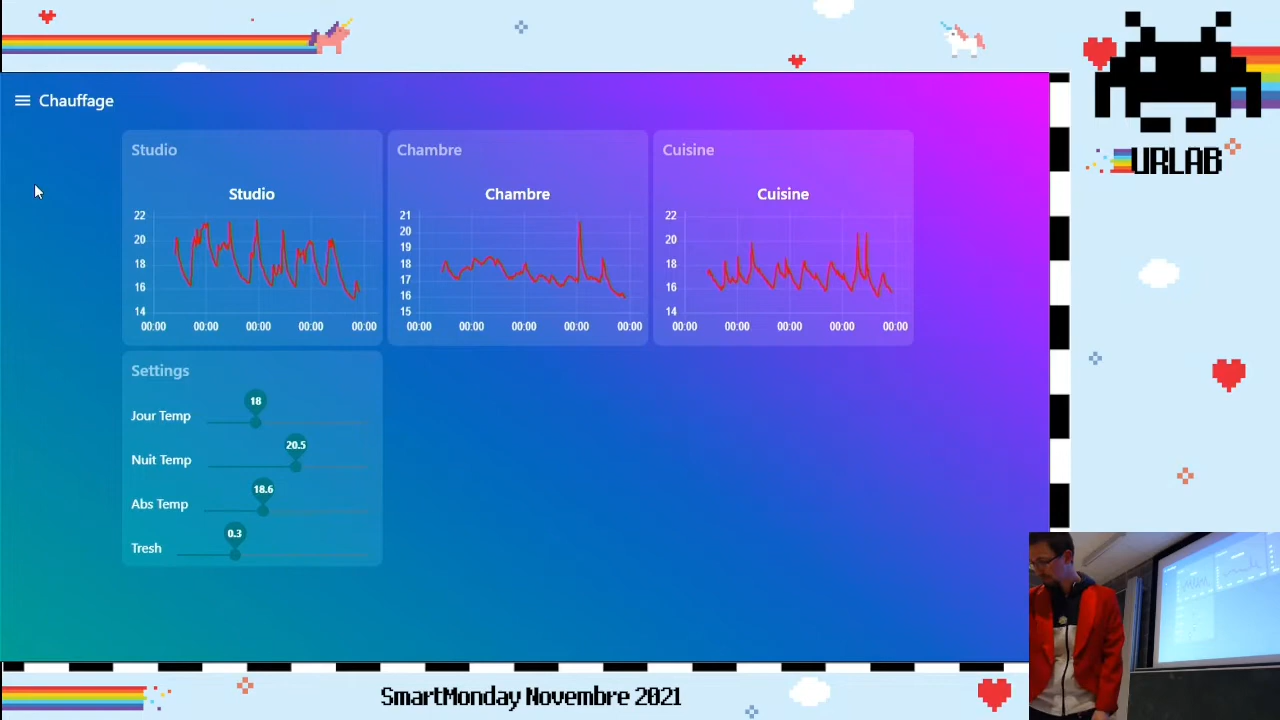 Chauffage
Studio
Studio
22
20
18
16
14
00:00 00:00 00:00 00:00 00:00
Chambre
Chambre
21
20
19
18
17
16
15
00:00 00:00 00:00 00:00 00:00
Cuisine
Cuisine
22
20
18
16
14
00:00 00:00 00:00 00:00 00:00
Settings
Jour Temp 18
Nuit Temp 20.5
Abs Temp 18.6
Tresh 0.3
URLAB
SmartMonday Novembre 2021